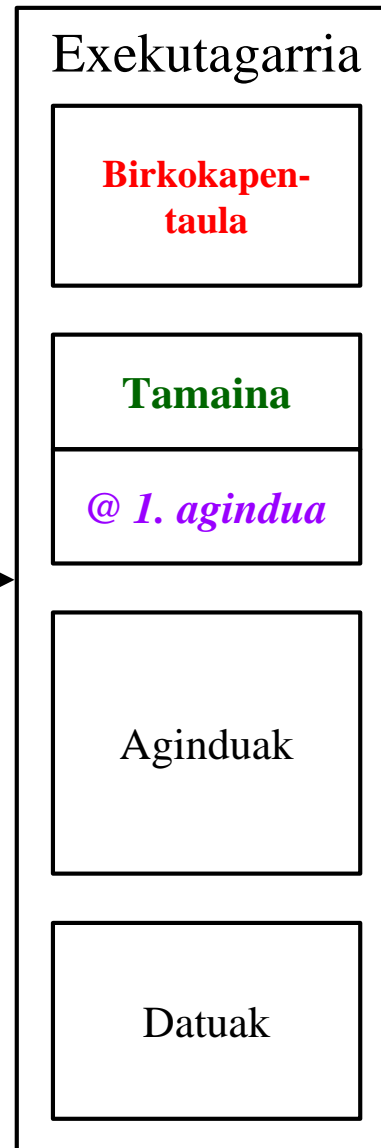 Exekutagarria
Birkokapen-
taula
Tamaina
@ 1. agindua
Aginduak
Datuak